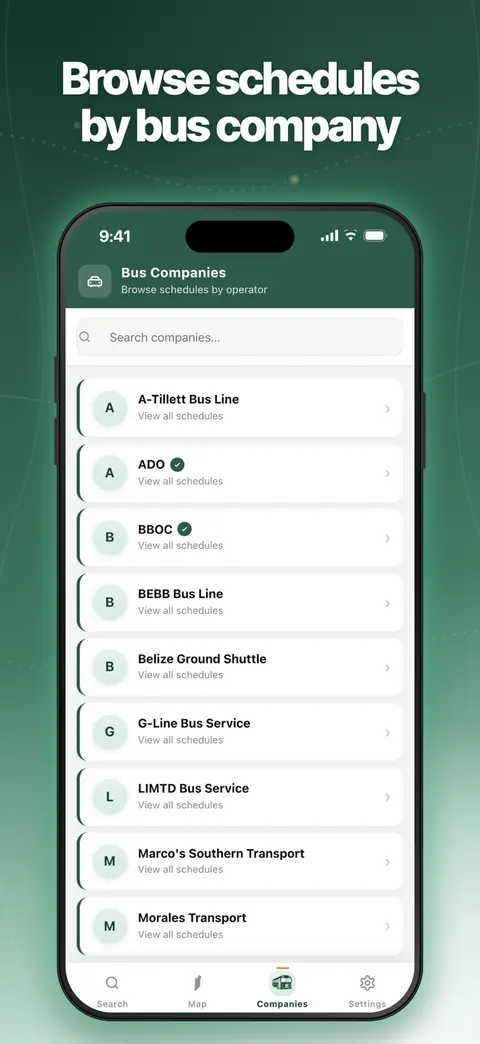 Browse schedules
by bus company
9:41
Bus Companies
Browse schedules by operator
Search companies...
A
A-Tillett Bus Line
View all schedules
A
ADO
View all schedules
B
BBOC
View all schedules
B
BEBB Bus Line
View all schedules
B
Belize Ground Shuttle
View all schedules
G
G-Line Bus Service
View all schedules
L
LIMTD Bus Service
View all schedules
M
Marco's Southern Transport
View all schedules
M
Morales Transport
View all schedules
Search Map Companies Settings